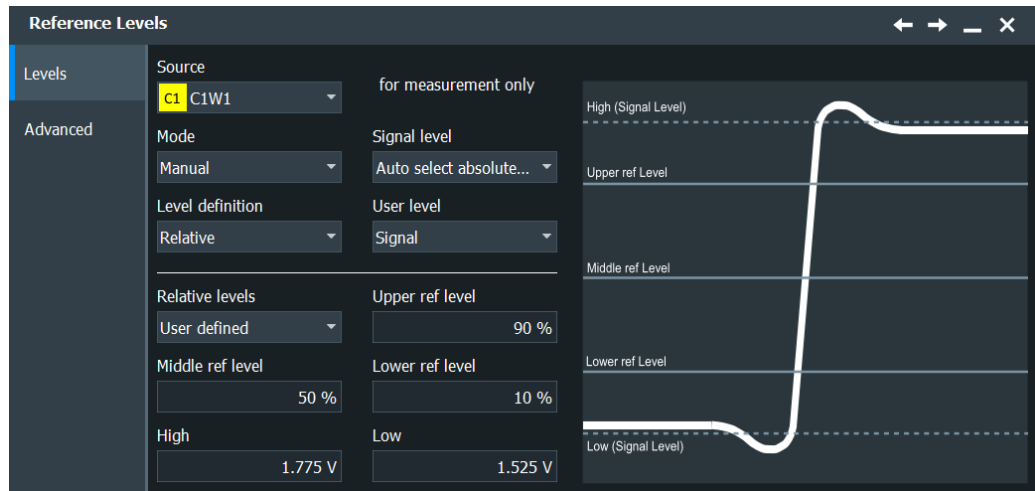 Reference Levels
Levels
Advanced
Source
for measurement only
C1 C1W1
Mode
Signal level
Manual
Auto select absolute...
Level definition
User level
Relative
Signal
Relative levels
Upper ref level
User defined
90 %
Middle ref level
Lower ref level
50 %
10 %
High
Low
1.775 V
1.525 V
High (Signal Level)
Upper ref Level
Middle ref Level
Lower ref Level
Low (Signal Level)